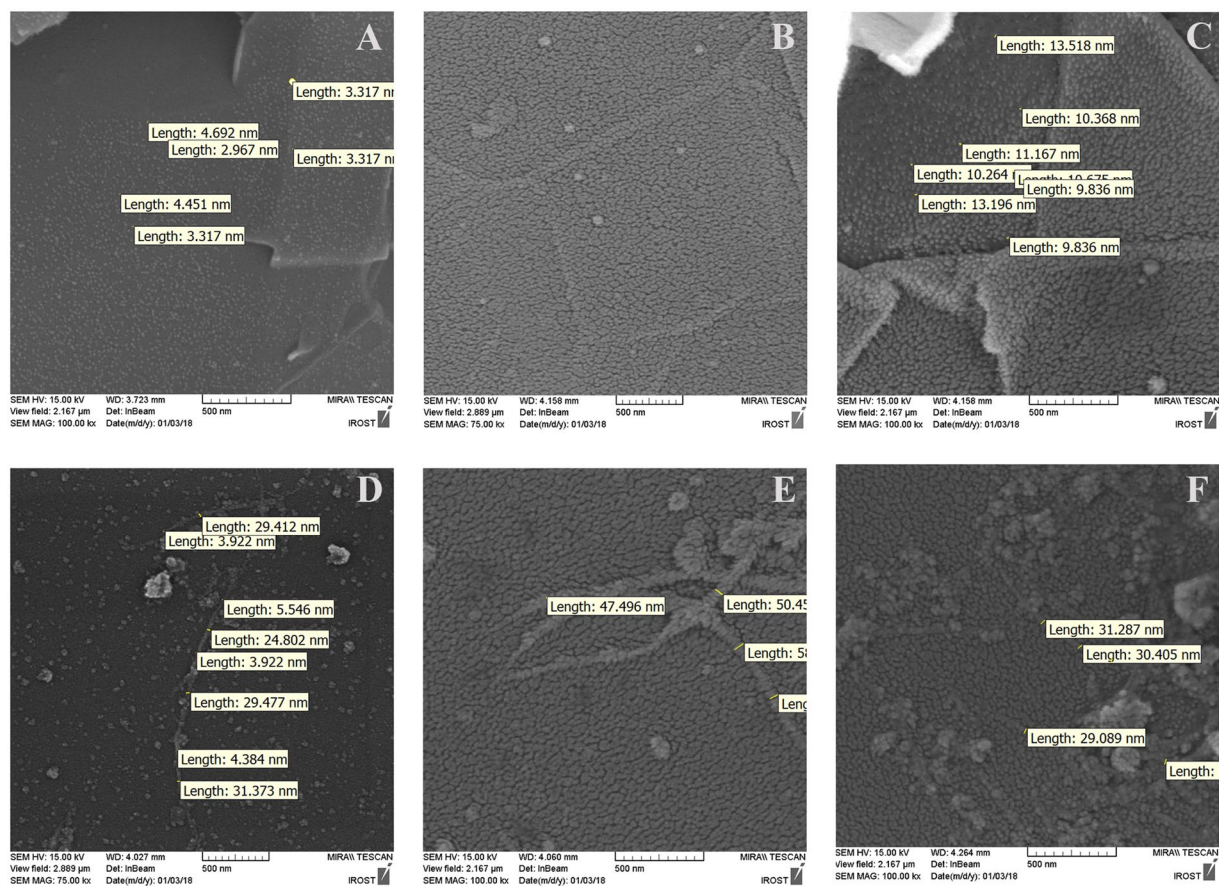 A
Length: 3.317 n
Length: 4.692 nm
Length: 2.967 nm
Length: 3.317 n
Length: 4.451 nm
Length: 3.317 nm
SEM HV: 15.00 kV WD: 3.723 mm MIRA\\ TESCAN
View field: 2.167 µm Det: InBeam 500 nm
SEM MAG: 100.00 kx Date(m/d/y): 01/03/18 IROST
B
SEM HV: 15.00 kV WD: 4.158 mm MIRA\\ TESCAN
View field: 2.889 µm Det: InBeam 500 nm
SEM MAG: 75.00 kx Date(m/d/y): 01/03/18 IROST
C
Length: 13.518 nm
Length: 10.368 nm
Length: 11.167 nm
Length: 10.264
Length: 10.675 nm
Length: 9.836 nm
Length: 13.196 nm
Length: 9.836 nm
SEM HV: 15.00 kV WD: 4.158 mm MIRA\\ TESCAN
View field: 2.167 µm Det: InBeam 500 nm
SEM MAG: 100.00 kx Date(m/d/y): 01/03/18 IROST
D
Length: 29.412 nm
Length: 3.922 nm
Length: 5.546 nm
Length: 24.802 nm
Length: 3.922 nm
Length: 29.477 nm
Length: 4.384 nm
Length: 31.373 nm
SEM HV: 15.00 kV WD: 4.027 mm MIRA\\ TESCAN
View field: 2.889 µm Det: InBeam 500 nm
SEM MAG: 75.00 kx Date(m/d/y): 01/03/18 IROST
E
Length: 47.496 nm
Length: 50.45
Length: 58
Leng
SEM HV: 15.00 kV WD: 4.060 mm MIRA\\ TESCAN
View field: 2.167 µm Det: InBeam 500 nm
SEM MAG: 100.00 kx Date(m/d/y): 01/03/18 IROST
F
Length: 31.287 nm
Length: 30.405 nm
Length: 29.089 nm
Length:
SEM HV: 15.00 kV WD: 4.264 mm MIRA\\ TESCAN
View field: 2.167 µm Det: InBeam 500 nm
SEM MAG: 100.00 kx Date(m/d/y): 01/03/18 IROST